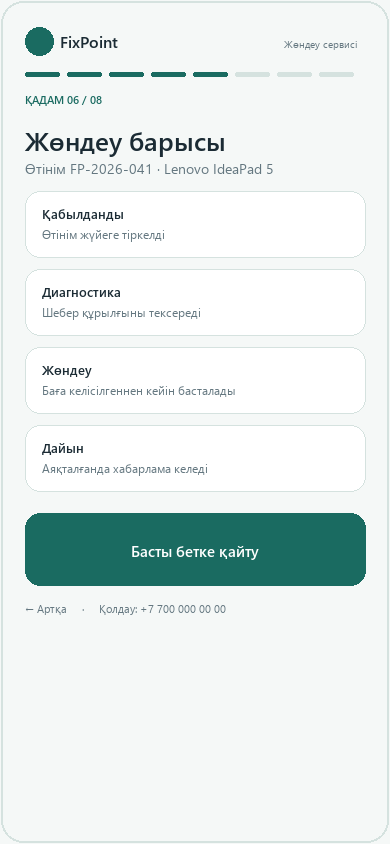 FixPoint
Жөндеу сервисі
ҚАДАМ 06 / 08
Жөндеу барысы
Өтінім FP-2026-041 · Lenovo IdeaPad 5
Қабылданды
Өтінім жүйеге тіркелді
Диагностика
Шебер құрылғыны тексереді
Жөндеу
Баға келісілгеннен кейін басталады
Дайын
Аяқталғанда хабарлама келеді
Басты бетке қайту
← Артқа · Қолдау: +7 700 000 00 00